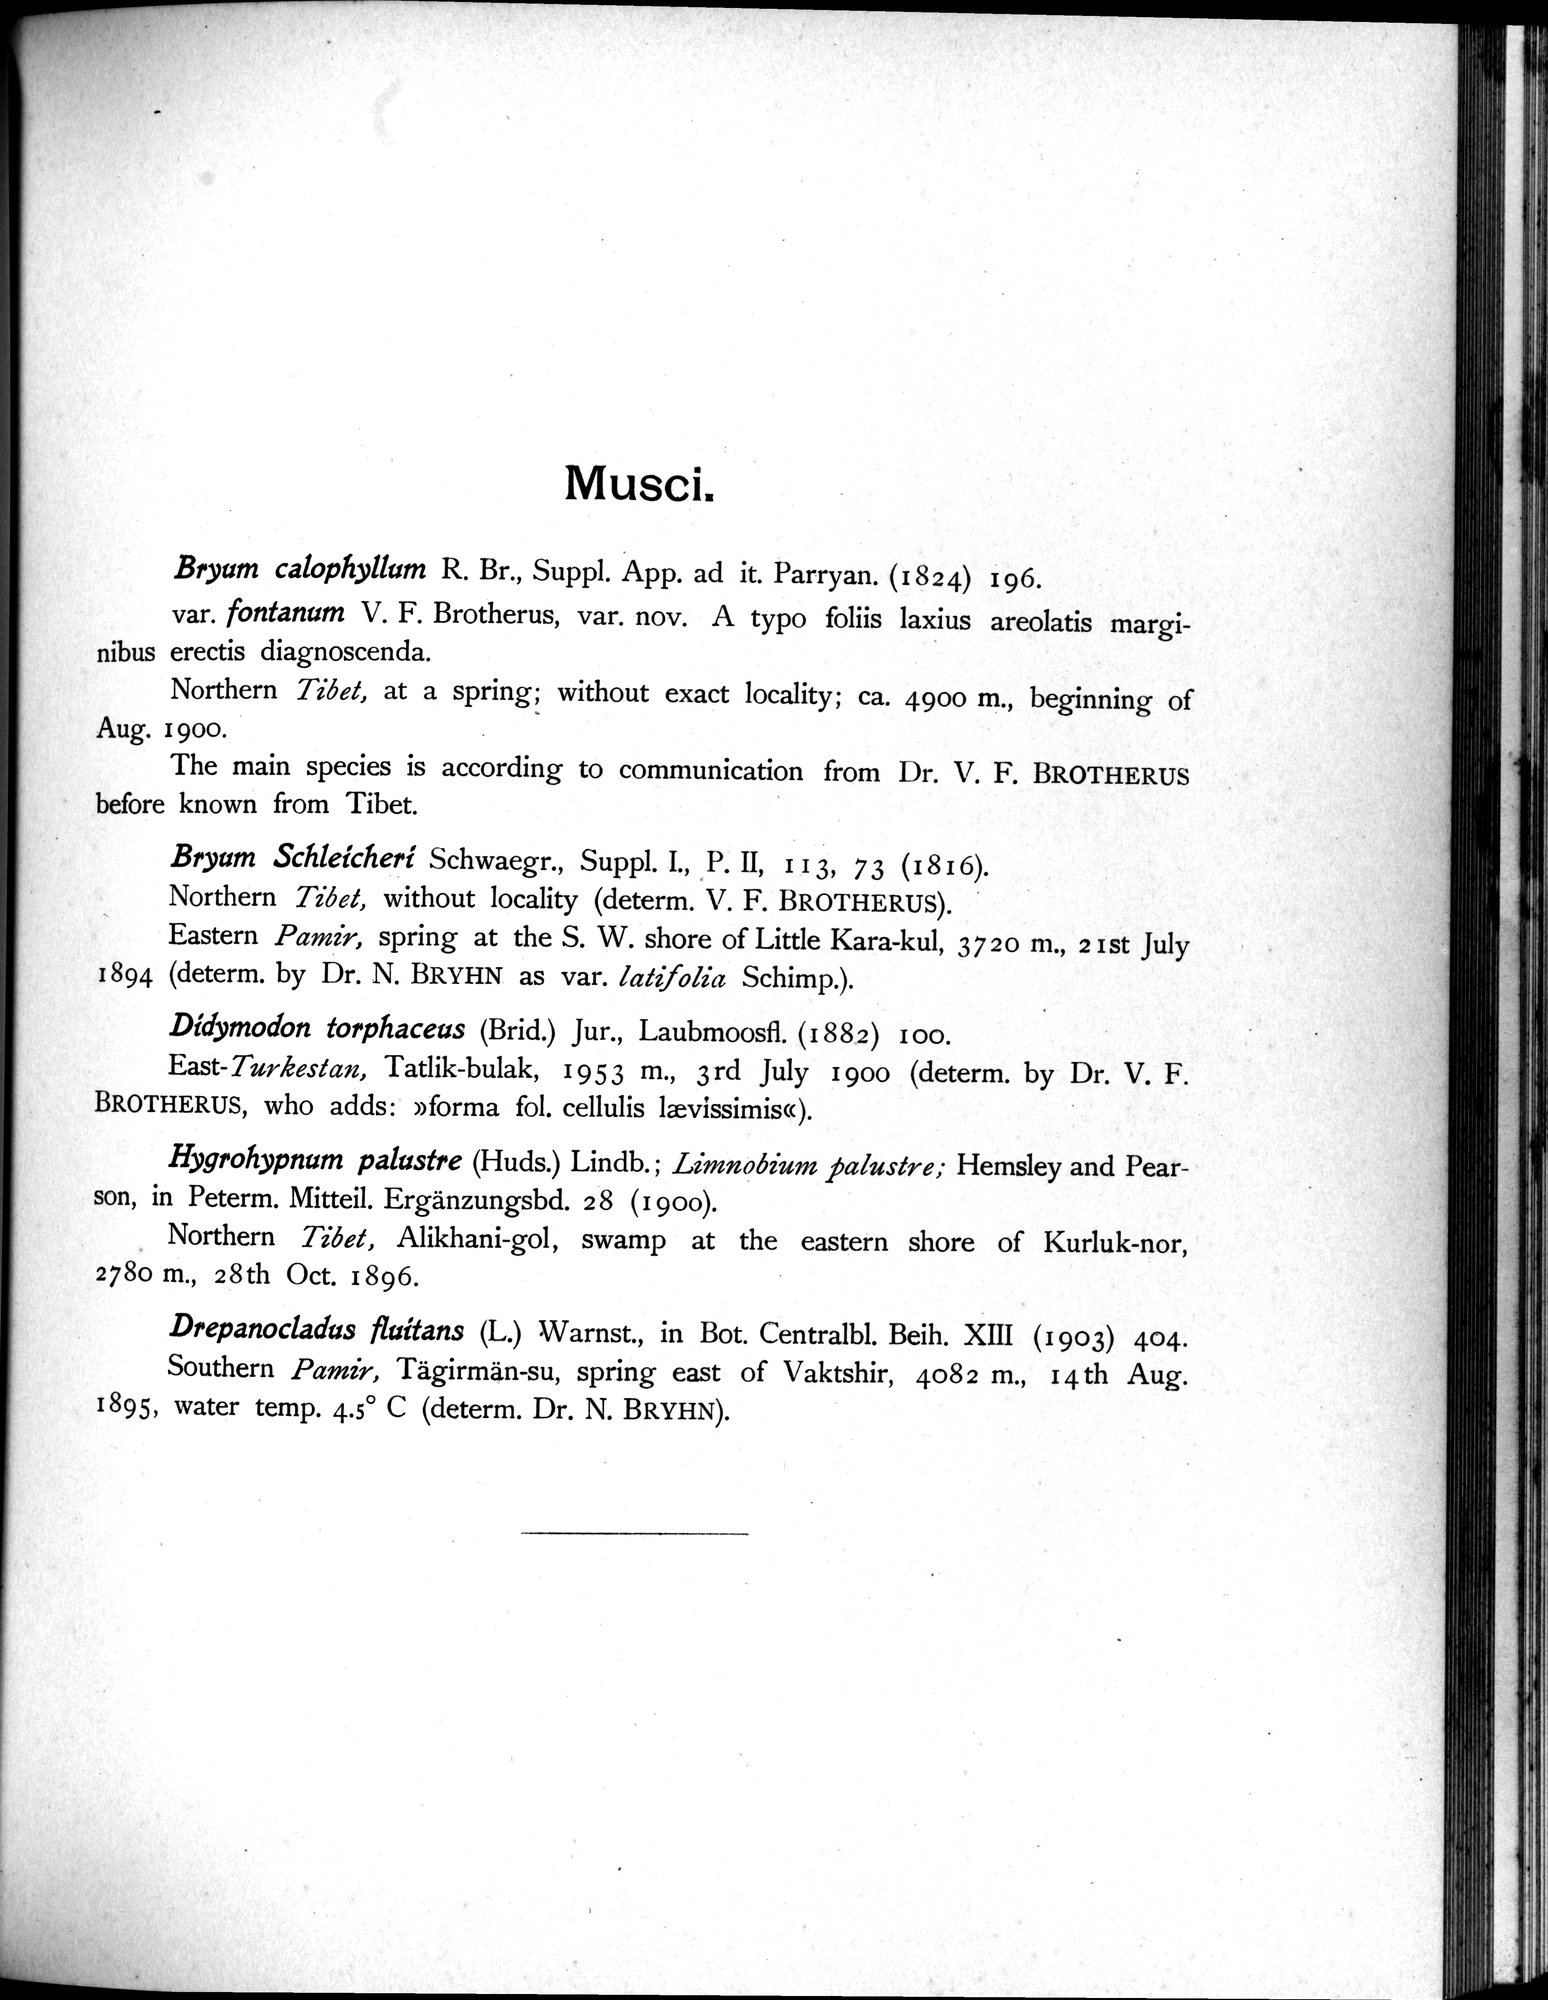 Musci.
Bryum calophyllum R. Br., Suppl. App. ad it. Parryan. (1824) 196.
var. fontanum V. F. Brotherus, var. nov. A typo foliis laxius areolatis margi-
nibus erectis diagnoscenda.
Northern Tibet, at a spring; without exact locality; ca. 4900 m., beginning of
Aug. 1900.
The main species is according to communication from Dr. V. F. BROTHERUS
before known from Tibet.
Bryum Schleicheri Schwaegr., Suppl. I., P. II, 113, 73 (1816).
Northern Tibet, without locality (determ. V. F. BROTHERUS).
Eastern Pamir, spring at the S. W. shore of Little Kara-kul, 3720 m., 21st July
1894 (determ. by Dr. N. BRYHN as var. latifolia Schimp.).
Didymodon torphaceus (Brid.) Jur., Laubmoosfl. (1882) 100.
East-Turkestan, Tatlik-bulak, 1953 m., 3rd July 1900 (determ. by Dr. V. F.
BROTHERUS, who adds: »forma fol. cellulis lævissimis«).
Hygrohypnum palustre (Huds.) Lindb.; Limnobium palustre; Hemsley and Pear-
son, in Peterm. Mitteil. Ergänzungsbd. 28 (1900).
Northern Tibet, Alikhani-gol, swamp at the eastern shore of Kurluk-nor,
2780 m., 28th Oct. 1896.
Drepanocladus fluitans (L.) Warnst., in Bot. Centralbl. Beih. XIII (1903) 404.
Southern Pamir, Tägirmän-su, spring east of Vaktshir, 4082 m., 14th Aug.
1895, water temp. 4.5° C (determ. Dr. N. BRYHN).